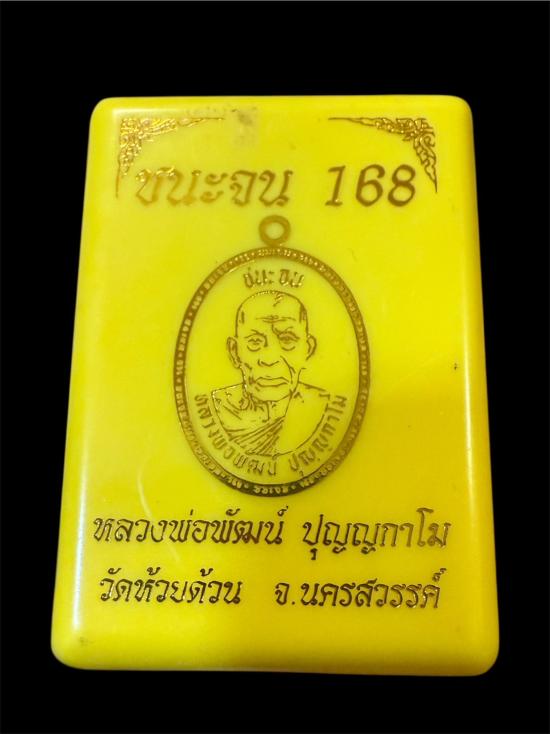 ชนะจน 168
ชนะจน
หลวงพ่อพัฒน์ ปุญญกาโม
หลวงพ่อพัฒน์ ปุญญกาโม
วัดห้วยด้วน จ.นครสวรรค์